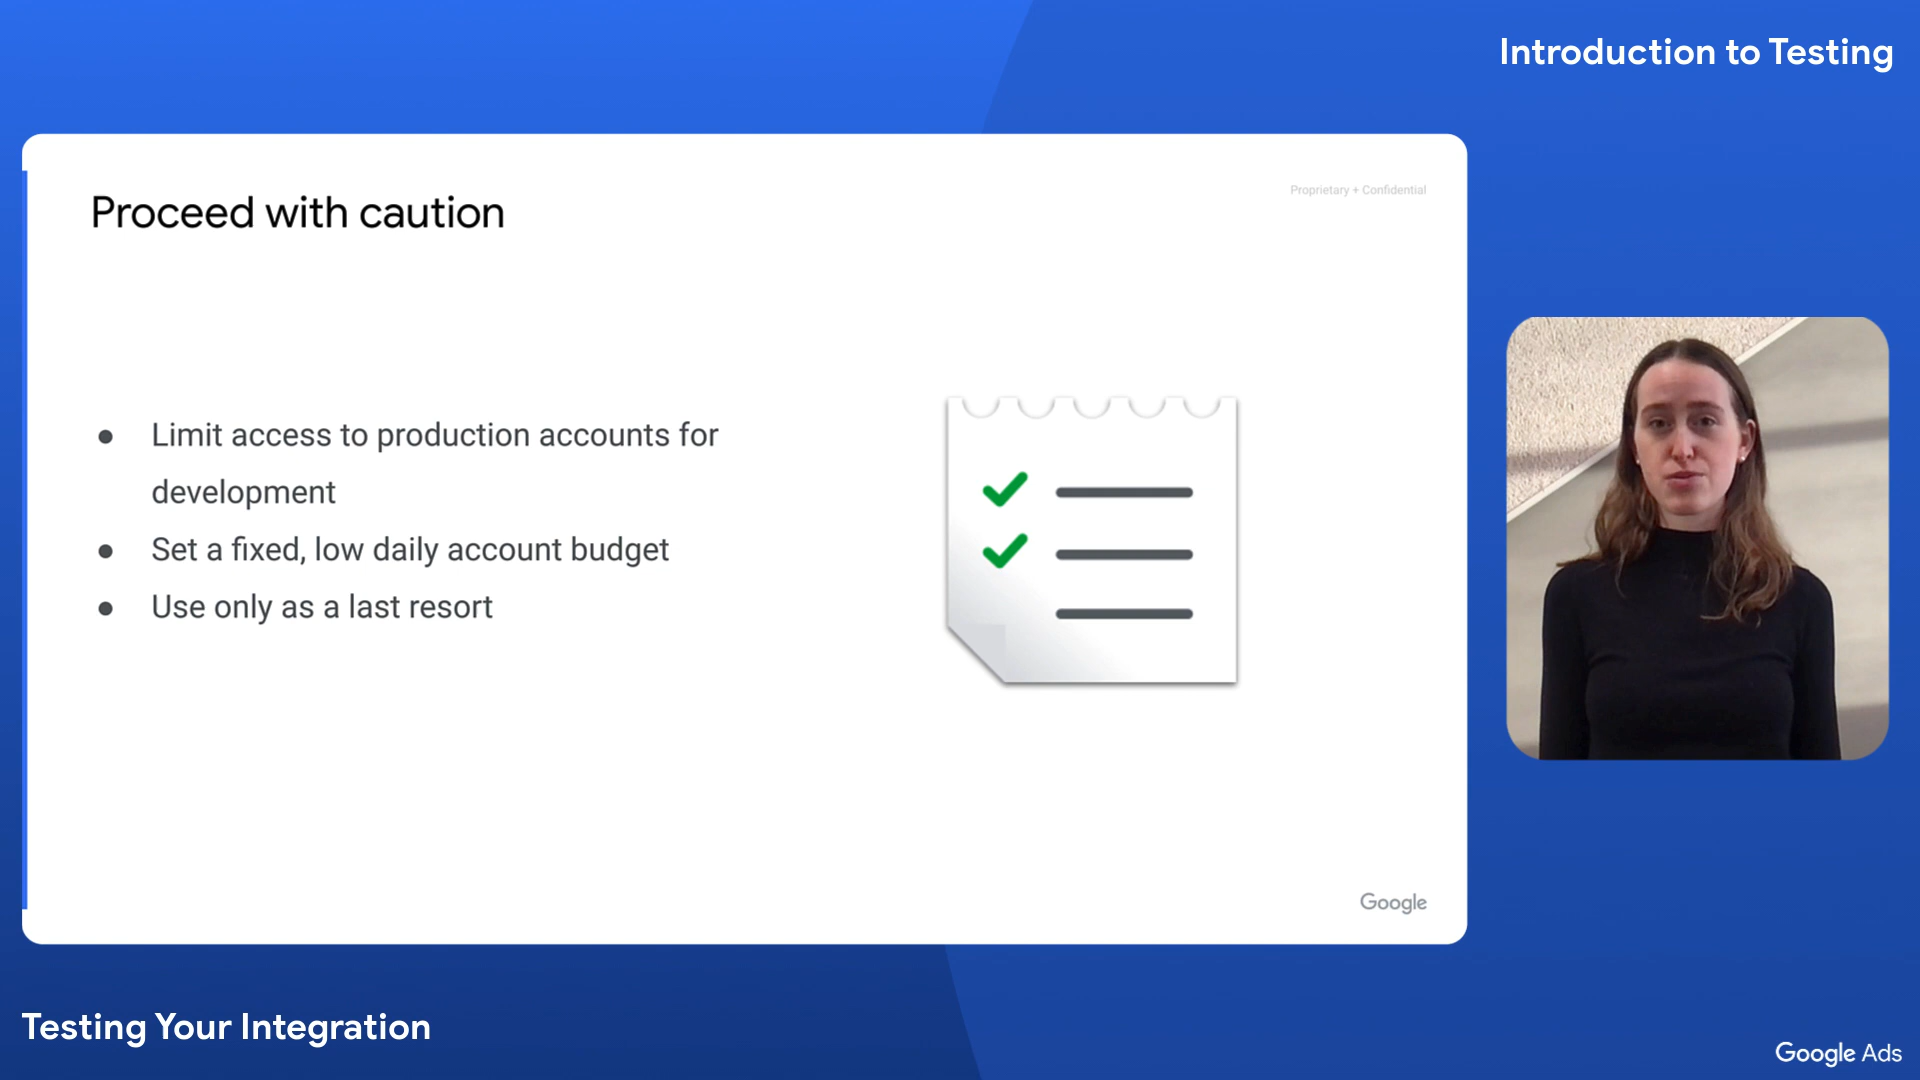 Introduction to Testing
Proprietary + Confidential
Proceed with caution
● Limit access to production accounts for
development
● Set a fixed, low daily account budget
● Use only as a last resort
Google
Testing Your Integration
Google Ads